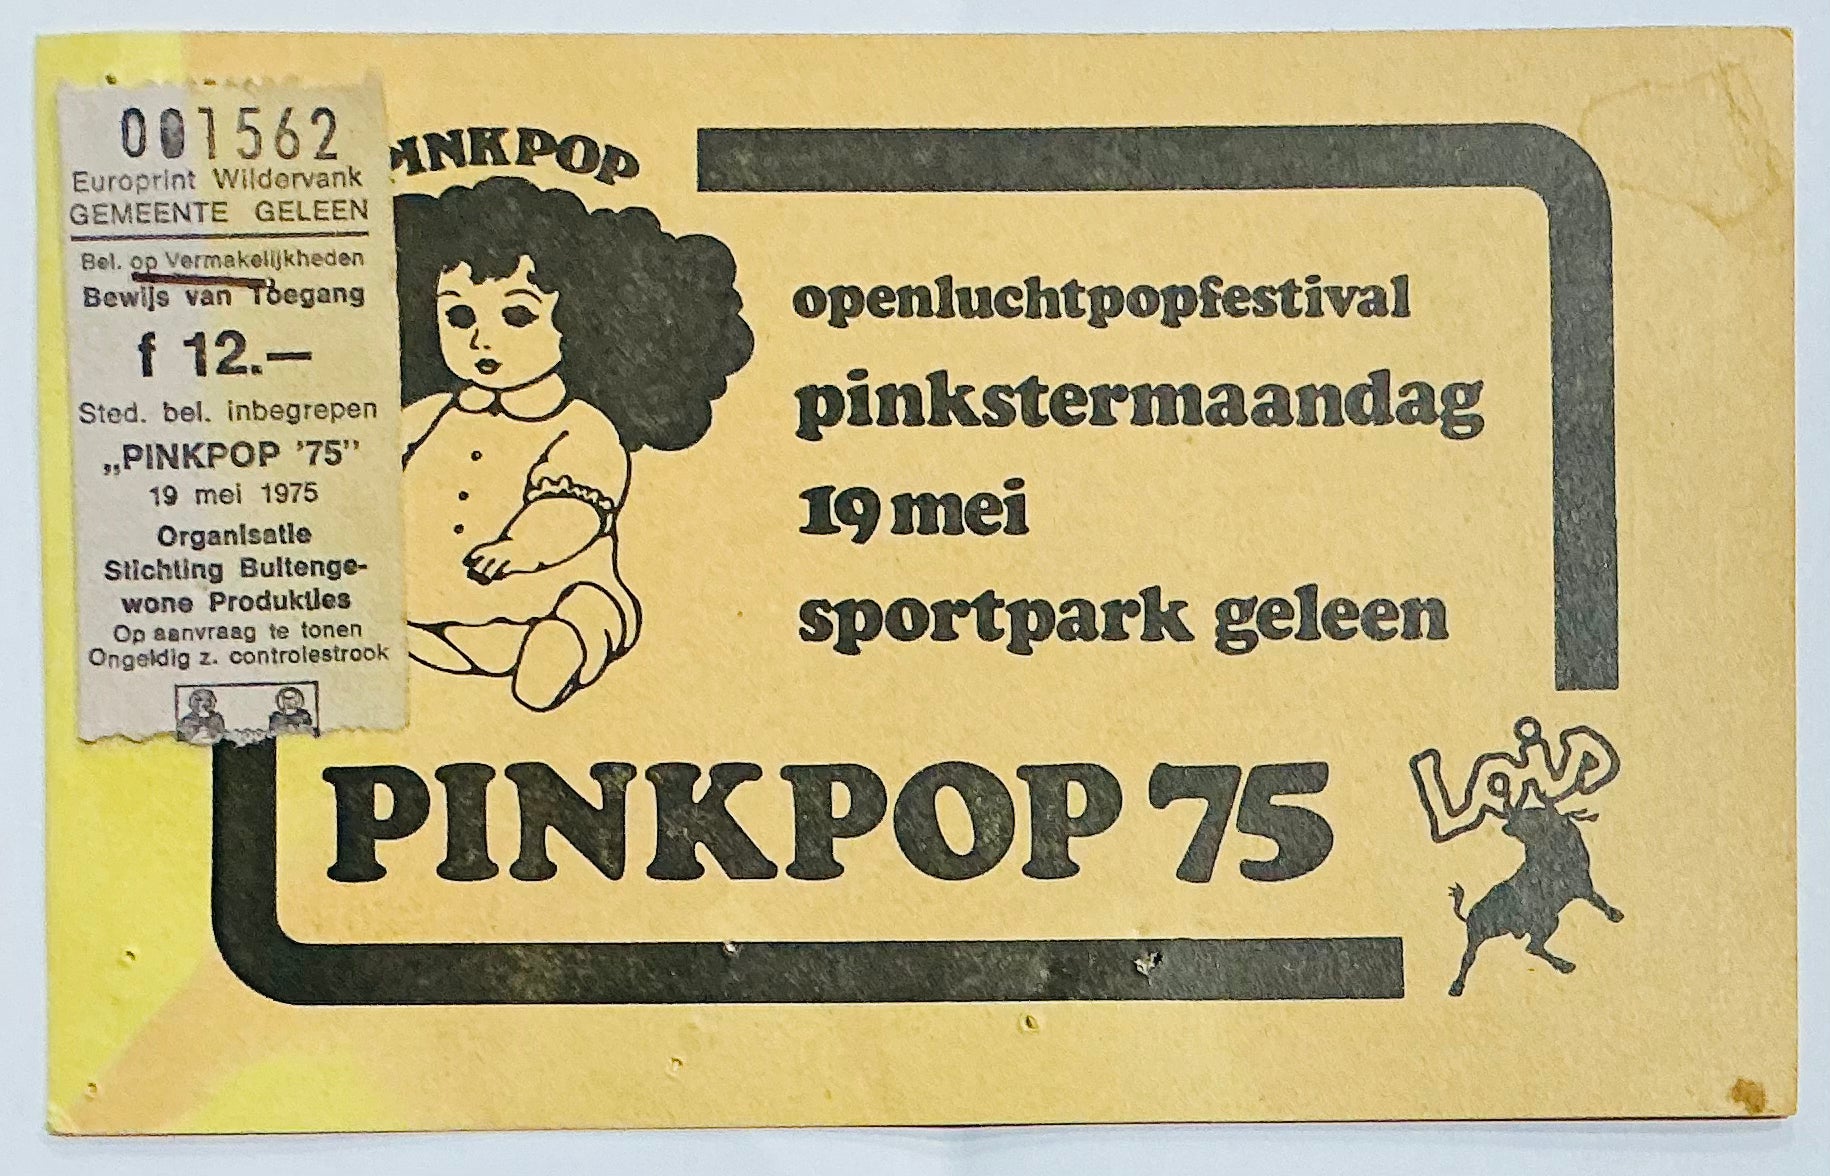 001562
Europrint Wildervank
GEMEENTE GELEEN
Bel. op Vermakelijkheden
Bewijs van Toegang
f 12.—
Sted. bel. inbegrepen
„PINKPOP '75”
19 mei 1975
Organisatie
Stichting Buitenge-
wone Produkties
Op aanvraag te tonen
Ongeldig z. controlestrook
PINKPOP
openluchtpopfestival
pinkstermaandag
19 mei
sportpark geleen
PINKPOP 75
Lois